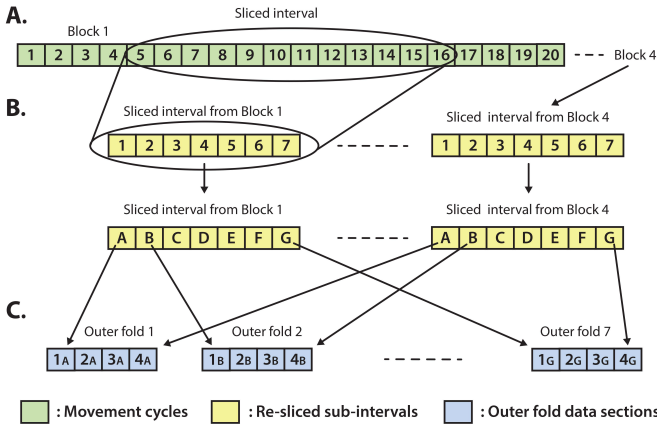 A.
Sliced interval
Block 1
1 2 3 4 5 6 7 8 9 10 11 12 13 14 15 16 17 18 19 20
Block 4
B.
Sliced interval from Block 1
Sliced interval from Block 4
1 2 3 4 5 6 7
1 2 3 4 5 6 7
Sliced interval from Block 1
Sliced interval from Block 4
A B C D E F G
A B C D E F G
C.
Outer fold 1
Outer fold 2
Outer fold 7
1A 2A 3A 4A
1B 2B 3B 4B
1G 2G 3G 4G
: Movement cycles
: Re-sliced sub-intervals
: Outer fold data sections